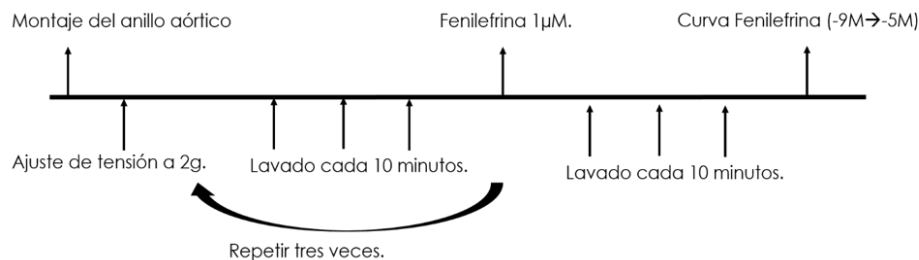 Montaje del anillo aórtico
Fenilefrina 1µM.
Curva Fenilefrina (-9M→-5M)
Ajuste de tensión a 2g.
Lavado cada 10 minutos.
Lavado cada 10 minutos.
Repetir tres veces.